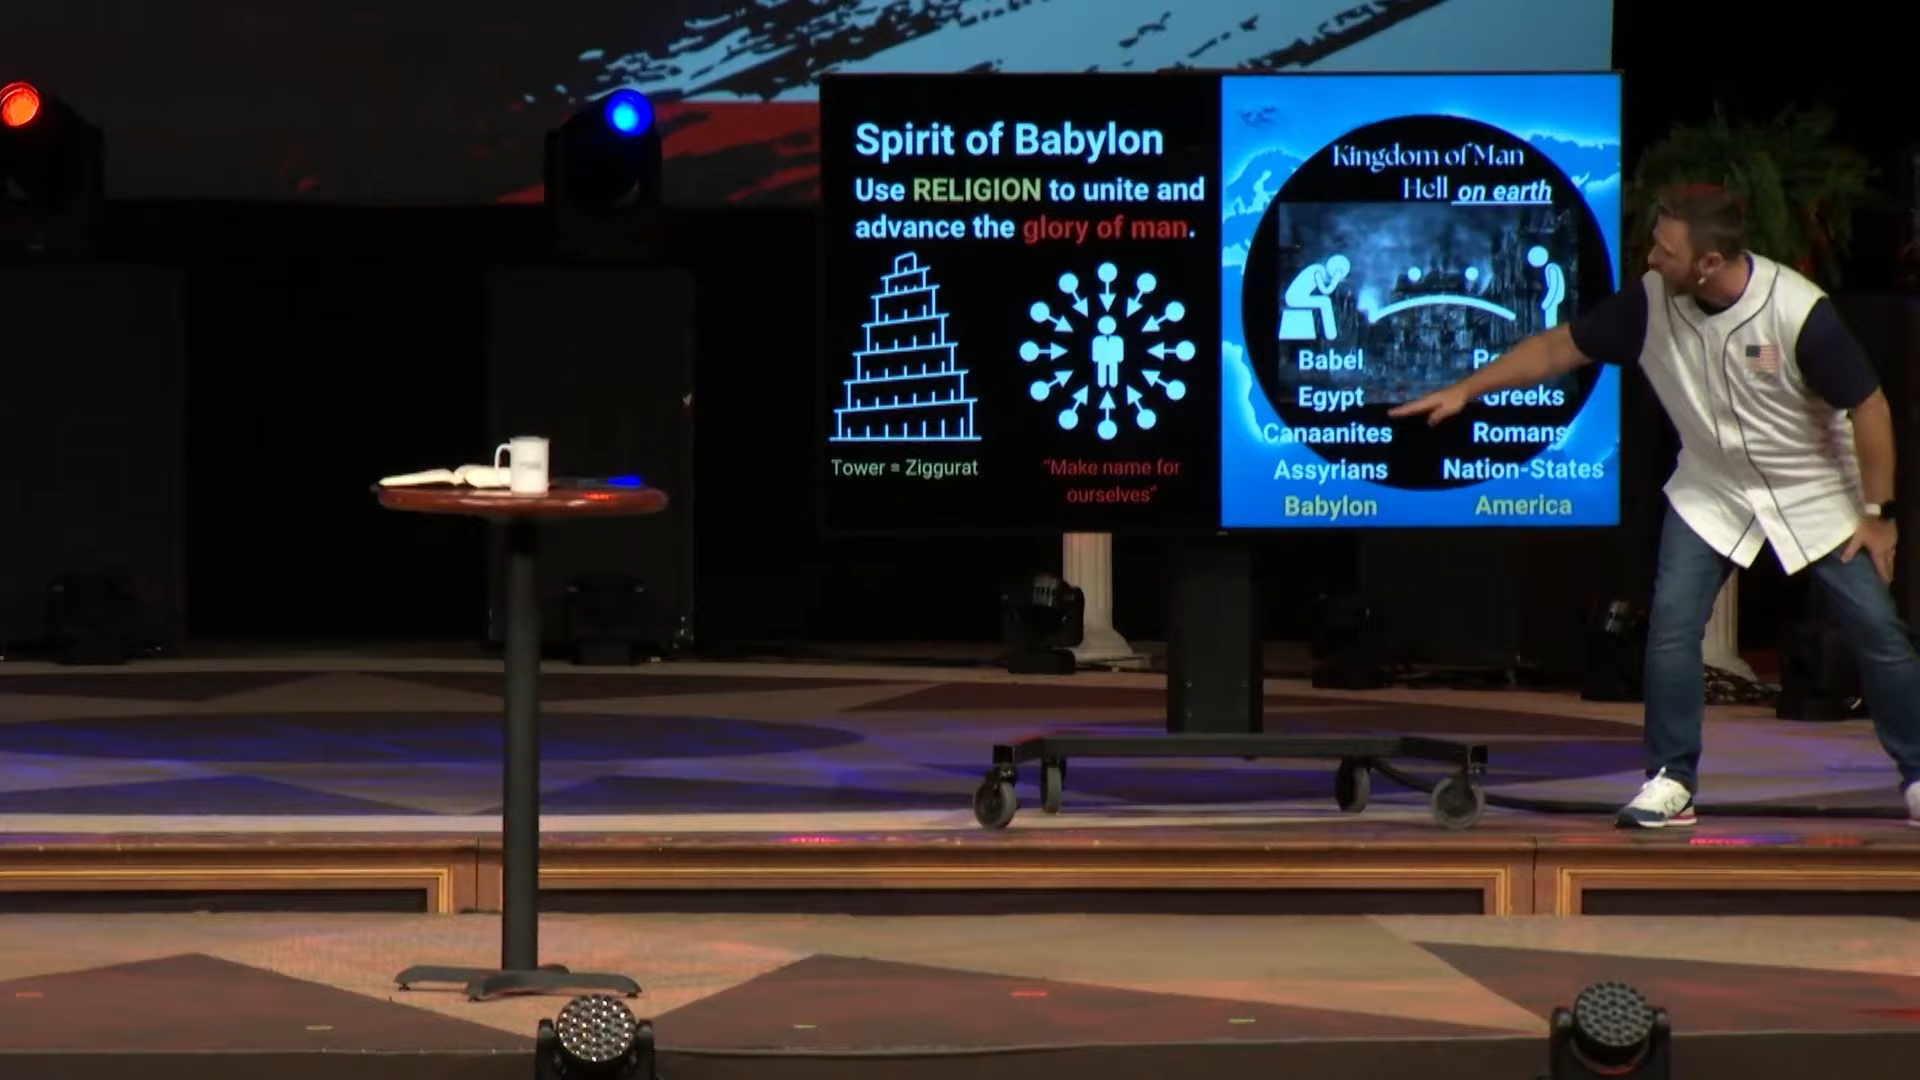 Spirit of Babylon
Use RELIGION to unite and
advance the glory of man.
Tower = Ziggurat
"Make name for
ourselves"
Kingdom of Man
Hell on earth
Babel
Egypt
Canaanites
Assyrians
Babylon
Greeks
Romans
Nation-States
America